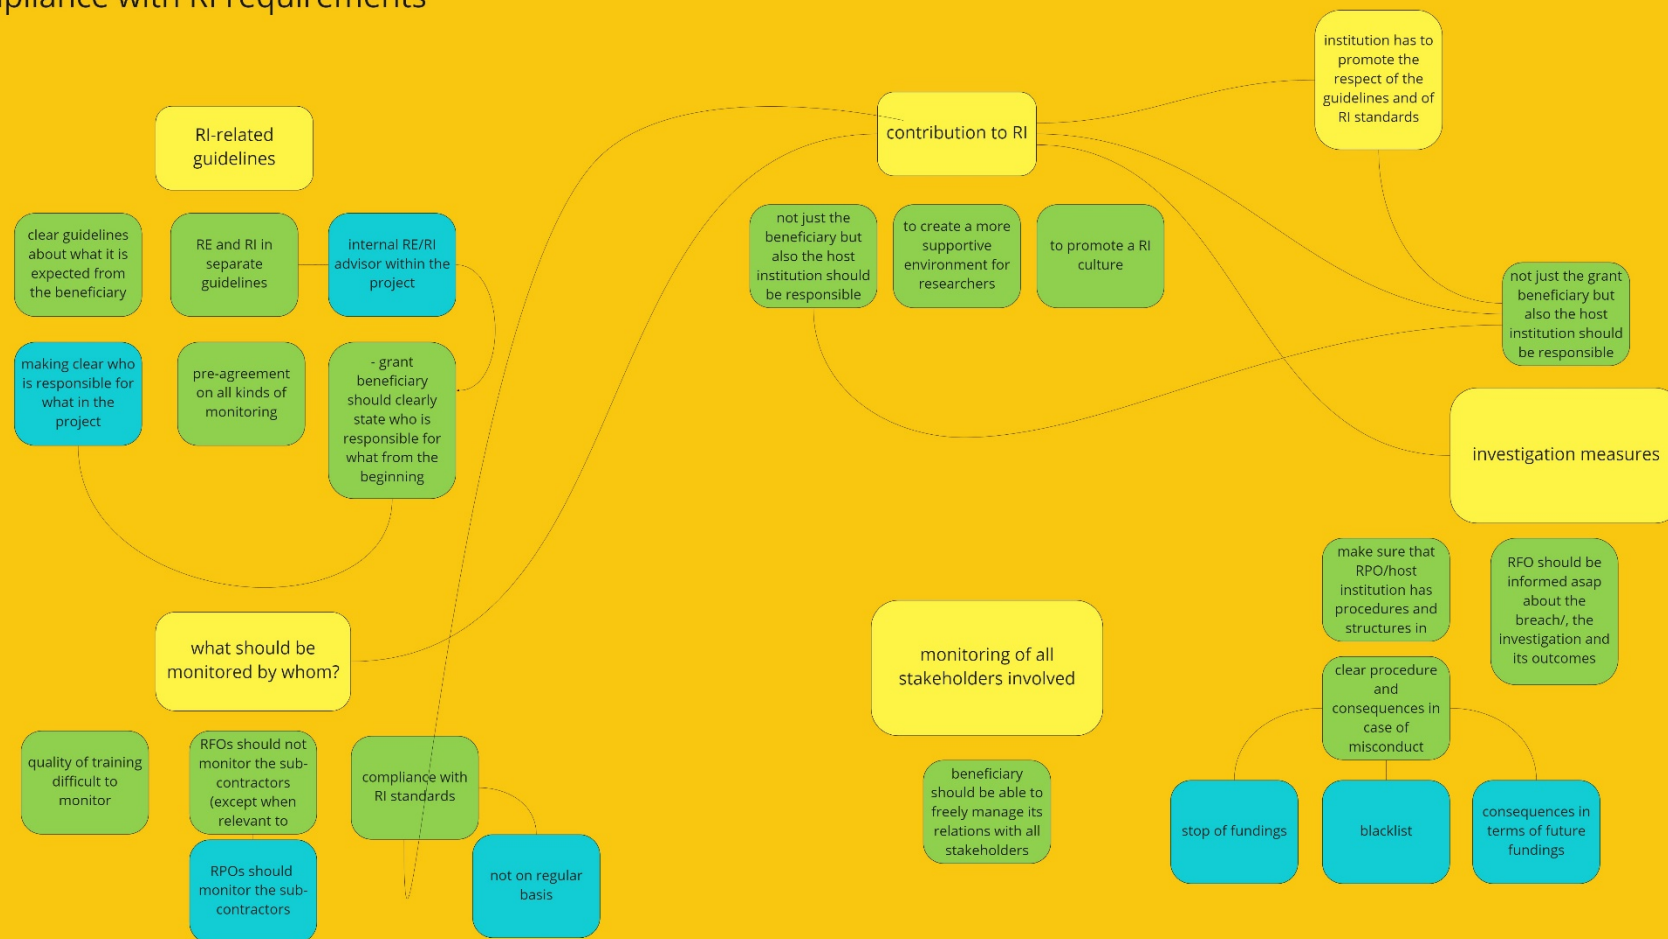 with RI requirements
RI-related
guidelines
clear guidelines
about what it is
expected from
the beneficiary
RE and RI in
separate
guidelines
internal RE/RI
advisor within the
project
making clear who
is responsible for
what in the
project
pre-agreement
on all kinds of
monitoring
- grant
beneficiary
should clearly
state who is
responsible for
what from the
beginning
what should be
monitored by whom?
quality of training
difficult to
monitor
RFOs should not
monitor the sub-
contractors
(except when
relevant to
RPOs should
monitor the sub-
contractors
compliance with
RI standards
not on regular
basis
contribution to RI
not just the
beneficiary but
also the host
institution should
be responsible
to create a more
supportive
environment for
researchers
to promote a RI
culture
institution has to
promote the
respect of the
guidelines and of
RI standards
not just the grant
beneficiary but
also the host
institution should
be responsible
monitoring of all
stakeholders involved
beneficiary
should be able to
freely manage its
relations with all
stakeholders
investigation measures
make sure that
RPO/host
institution has
procedures and
structures in
RFO should be
informed asap
about the
breach/, the
investigation and
its outcomes
clear procedure
and
consequences in
case of
misconduct
stop of fundings
blacklist
consequences in
terms of future
fundings